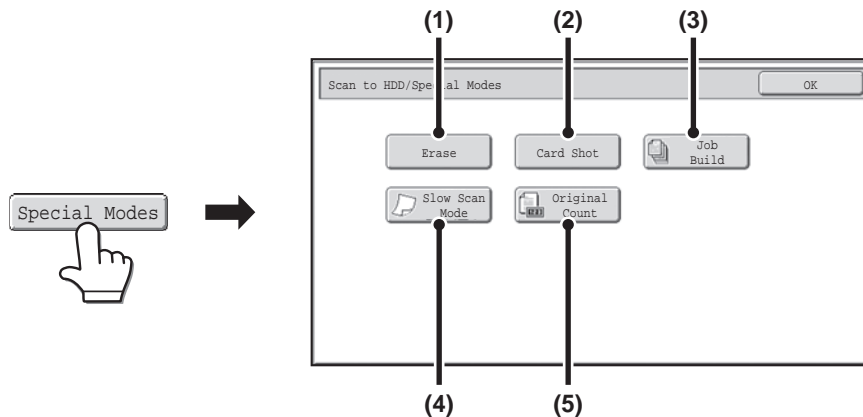 (1) (2) (3)
Scan to HDD/Special Modes OK
Erase Card Shot Job
Build
Special Modes
Slow Scan
Mode
Original
Count
(4) (5)